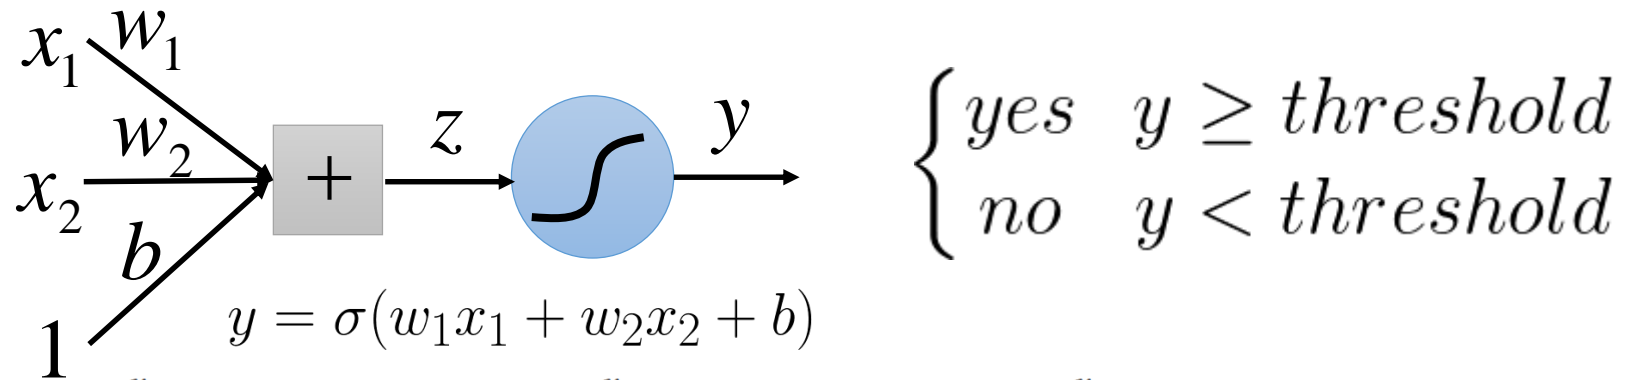 x₁ w₁
w₂
x₂
b
1
+
z
y
y = σ(w₁x₁ + w₂x₂ + b)
yes y ≥ threshold
no y < threshold